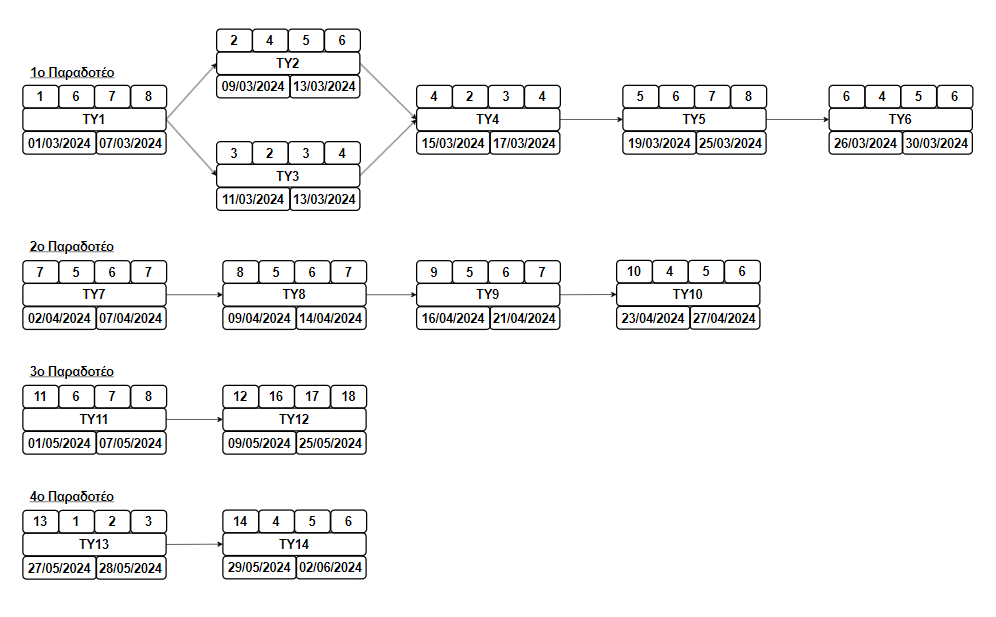 1ο Παραδοτέο
1 6 7 8
ΤΥ1
01/03/2024 07/03/2024
2 4 5 6
ΤΥ2
09/03/2024 13/03/2024
3 2 3 4
ΤΥ3
11/03/2024 13/03/2024
4 2 3 4
ΤΥ4
15/03/2024 17/03/2024
5 6 7 8
ΤΥ5
19/03/2024 25/03/2024
6 4 5 6
ΤΥ6
26/03/2024 30/03/2024
2ο Παραδοτέο
7 5 6 7
ΤΥ7
02/04/2024 07/04/2024
8 5 6 7
ΤΥ8
09/04/2024 14/04/2024
9 5 6 7
ΤΥ9
16/04/2024 21/04/2024
10 4 5 6
ΤΥ10
23/04/2024 27/04/2024
3ο Παραδοτέο
11 6 7 8
ΤΥ11
01/05/2024 07/05/2024
12 16 17 18
ΤΥ12
09/05/2024 25/05/2024
4ο Παραδοτέο
13 1 2 3
ΤΥ13
27/05/2024 28/05/2024
14 4 5 6
ΤΥ14
29/05/2024 02/06/2024